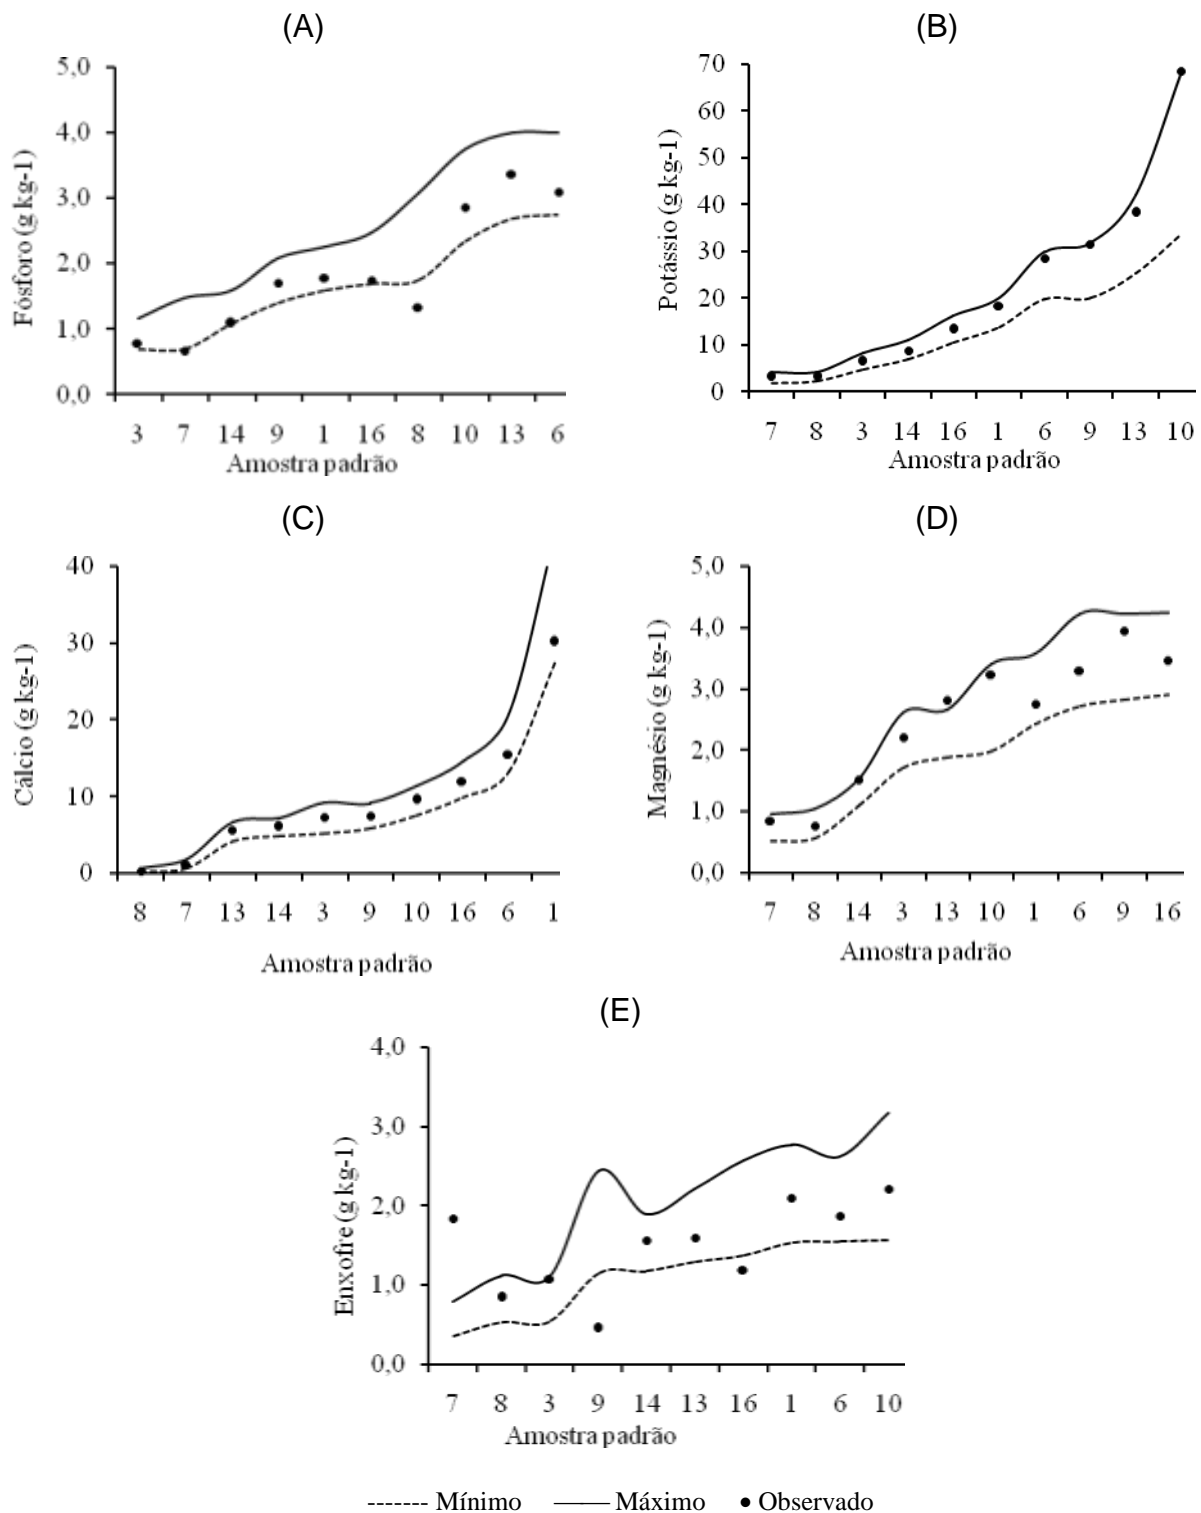 (A)
5,0
4,0
3,0
2,0
1,0
0,0
Fósforo (g kg-1)
3 7 14 9 1 16 8 10 13 6
Amostra padrão
(B)
70
60
50
40
30
20
10
0
Potássio (g kg-1)
7 8 3 14 16 1 6 9 13 10
Amostra padrão
(C)
40
30
20
10
0
Cálcio (g kg-1)
8 7 13 14 3 9 10 16 6 1
Amostra padrão
(D)
5,0
4,0
3,0
2,0
1,0
0,0
Magnésio (g kg-1)
7 8 14 3 13 10 1 6 9 16
Amostra padrão
(E)
4,0
3,0
2,0
1,0
0,0
Enxofre (g kg-1)
7 8 3 9 14 13 16 1 6 10
Amostra padrão
Mínimo Máximo Observado